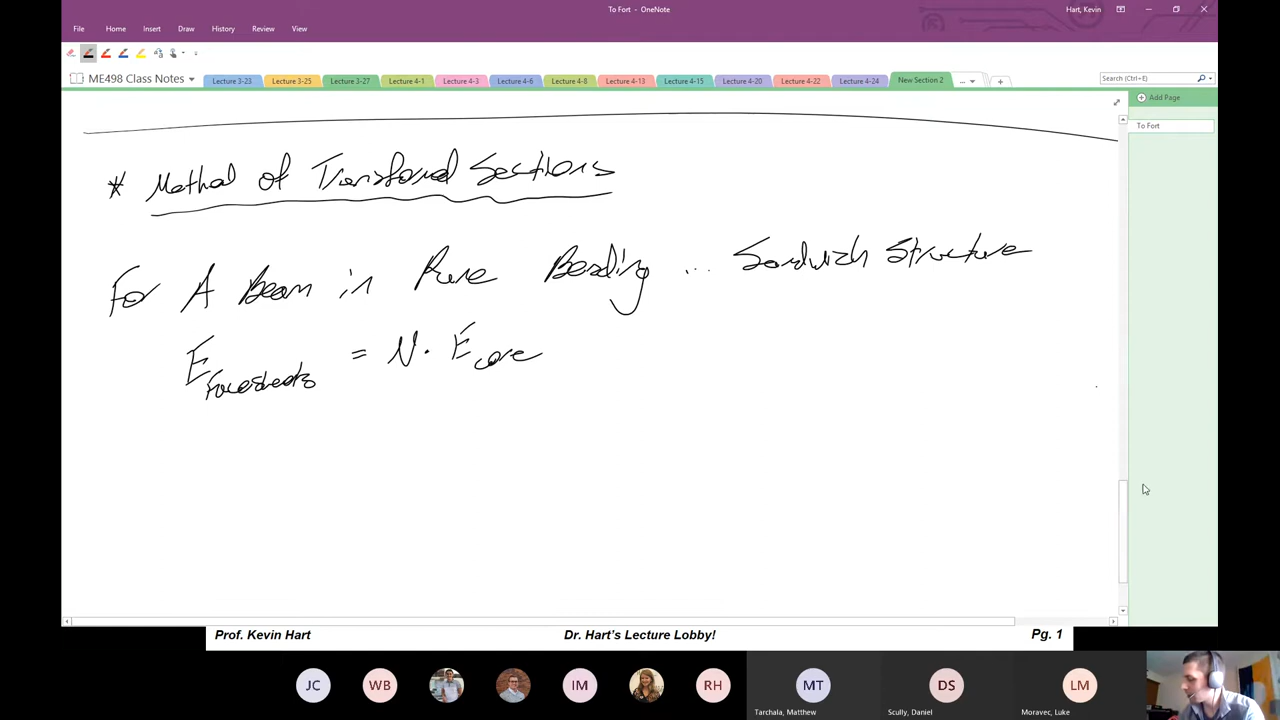 To Fort - OneNote
Hart, Kevin
File Home Insert Draw History Review View
ME498 Class Notes
Lecture 3-23 Lecture 3-25 Lecture 3-27 Lecture 4-1 Lecture 4-3 Lecture 4-6 Lecture 4-8 Lecture 4-13 Lecture 4-15 Lecture 4-20 Lecture 4-22 Lecture 4-24 New Section 2 ...
Search (Ctrl+E)
Add Page
To Fort
* Method of Transformed Sections
For A Beam in Pure Bending ... Sandwich Structure
E Facesheets = N · E core
Prof. Kevin Hart Dr. Hart's Lecture Lobby! Pg. 1
JC WB IM RH MT DS LM
Tarchala, Matthew Scully, Daniel Moravec, Luke